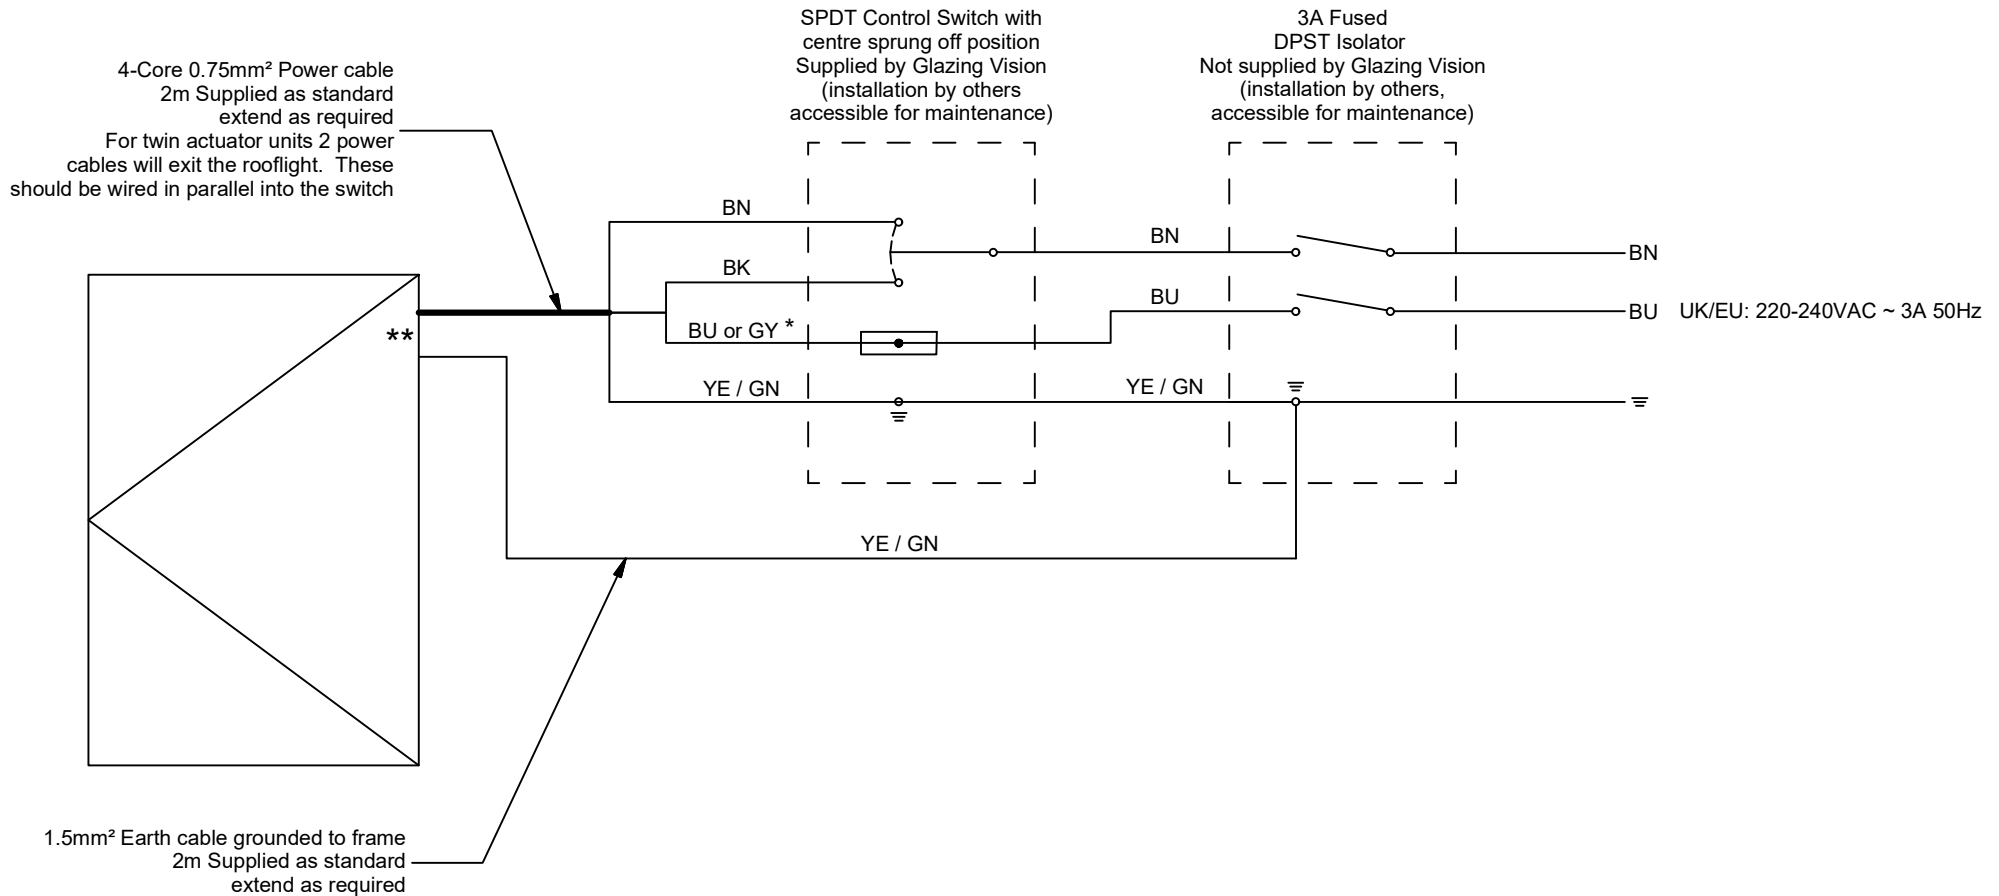 SPDT Control Switch with
centre sprung off position
Supplied by Glazing Vision
(installation by others
accessible for maintenance)
3A Fused
DPST Isolator
Not supplied by Glazing Vision
(installation by others,
accessible for maintenance)
4-Core 0.75mm² Power cable
2m Supplied as standard
extend as required
For twin actuator units 2 power
cables will exit the rooflight.  These
should be wired in parallel into the switch
BN
BN
BN
BK
BU
BU
UK/EU: 220-240VAC ~ 3A 50Hz
**
BU or GY *
YE / GN
YE / GN
YE / GN
1.5mm² Earth cable grounded to frame
2m Supplied as standard
extend as required